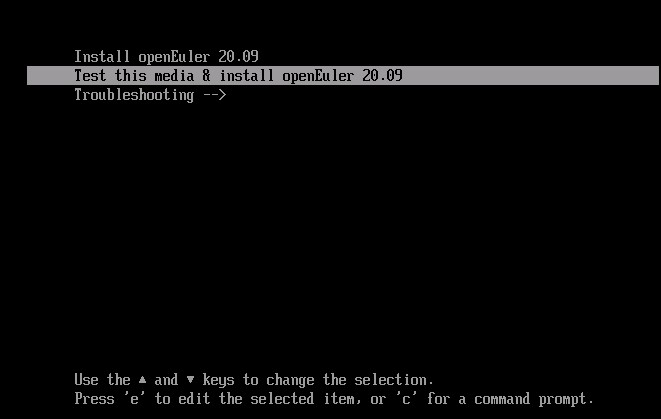 Install openEuler 20.09
Test this media & install openEuler 20.09
Troubleshooting -->
Use the ▲ and ▼ keys to change the selection.
Press 'e' to edit the selected item, or 'c' for a command prompt.